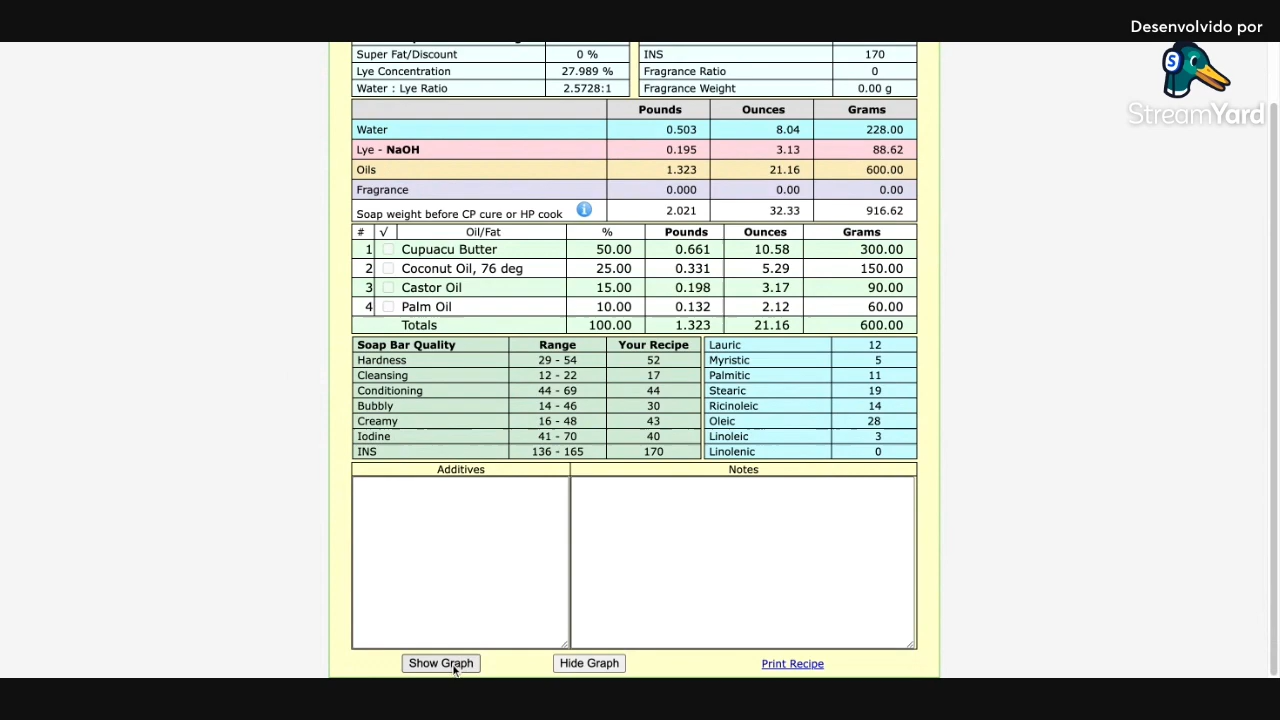 Desenvolvido por
StreamYard
Super Fat/Discount 0 % INS 170
Lye Concentration 27.989 % Fragrance Ratio 0
Water : Lye Ratio 2.5728:1 Fragrance Weight 0.00 g
Pounds Ounces Grams
Water 0.503 8.04 228.00
Lye - NaOH 0.195 3.13 88.62
Oils 1.323 21.16 600.00
Fragrance 0.000 0.00 0.00
Soap weight before CP cure or HP cook i 2.021 32.33 916.62
# √ Oil/Fat % Pounds Ounces Grams
1 Cupuacu Butter 50.00 0.661 10.58 300.00
2 Coconut Oil, 76 deg 25.00 0.331 5.29 150.00
3 Castor Oil 15.00 0.198 3.17 90.00
4 Palm Oil 10.00 0.132 2.12 60.00
Totals 100.00 1.323 21.16 600.00
Soap Bar Quality Range Your Recipe Lauric 12
Hardness 29 - 54 52 Myristic 5
Cleansing 12 - 22 17 Palmitic 11
Conditioning 44 - 69 44 Stearic 19
Bubbly 14 - 46 30 Ricinoleic 14
Creamy 16 - 48 43 Oleic 28
Iodine 41 - 70 40 Linoleic 3
INS 136 - 165 170 Linolenic 0
Additives Notes
Show Graph Hide Graph Print Recipe